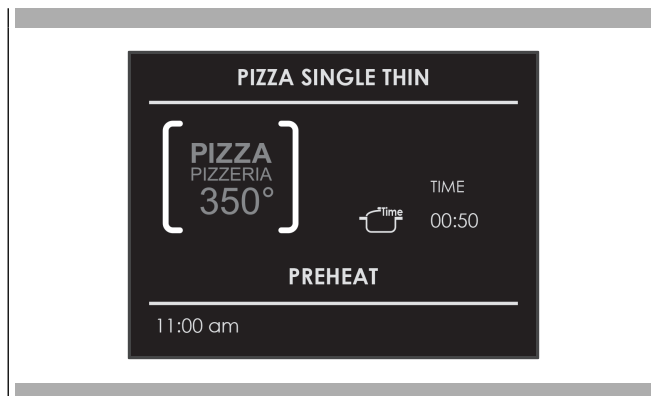 PIZZA SINGLE THIN
PIZZA
PIZZERIA
350°
Time
TIME
00:50
PREHEAT
11:00 am